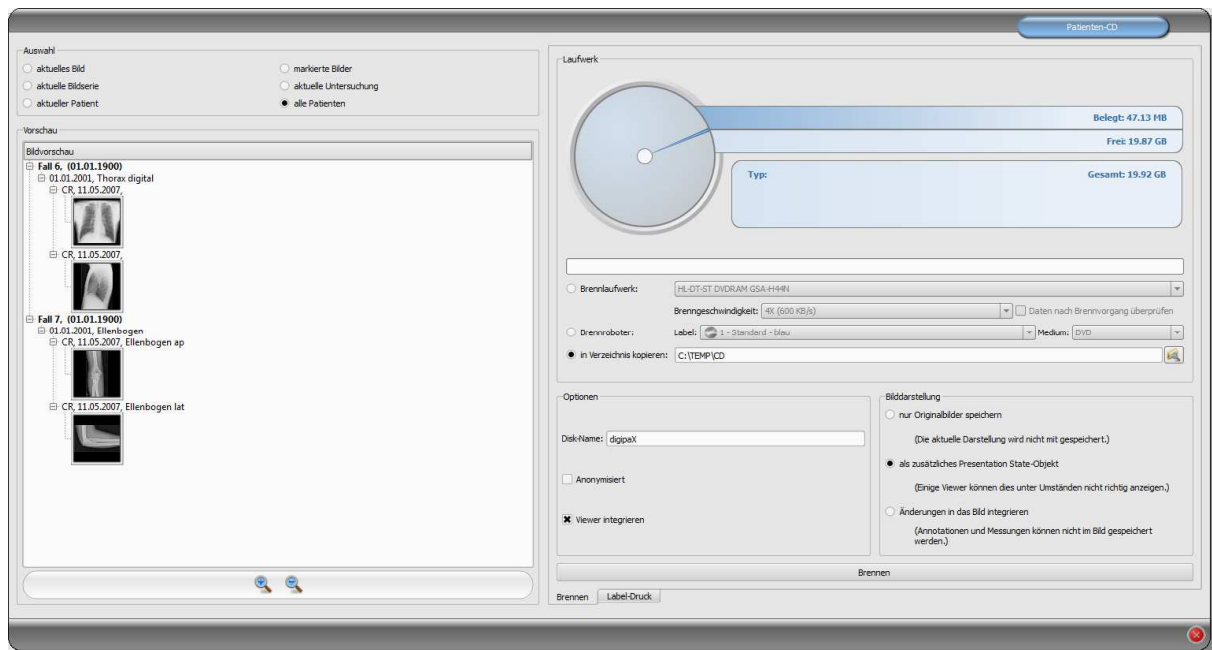 Patienten-CD
Auswahl
aktuelles Bild
markierte Bilder
aktuelle Bildserie
aktuelle Untersuchung
aktueller Patient
alle Patienten
Vorschau
Bildvorschau
Fall 6, (01.01.1900)
01.01.2001, Thorax digital
CR, 11.05.2007,
CR, 11.05.2007,
Fall 7, (01.01.1900)
01.01.2001, Ellenbogen
CR, 11.05.2007, Ellenbogen ap
CR, 11.05.2007, Ellenbogen lat
Laufwerk
Belegt: 47.13 MB
Frei: 19.87 GB
Typ: Gesamt: 19.92 GB
Brennlaufwerk: HL-DT-ST DVDRAM GSA-H44N
Brenngeschwindigkeit: 4X (600 KB/s) Daten nach Brennvorgang überprüfen
Brennroboter: Label: 1 - Standard - blau Medium: DVD
in Verzeichnis kopieren: C:\TEMP\CD
Optionen
Disk-Name: digipaX
Anonymisiert
Viewer integrieren
Bilddarstellung
nur Originalbilder speichern
(Die aktuelle Darstellung wird nicht mit gespeichert.)
als zusätzliches Presentation State-Objekt
(Einige Viewer können dies unter Umständen nicht richtig anzeigen.)
Änderungen in das Bild integrieren
(Annotationen und Messungen können nicht im Bild gespeichert
werden.)
Brennen
Brennen Label-Druck